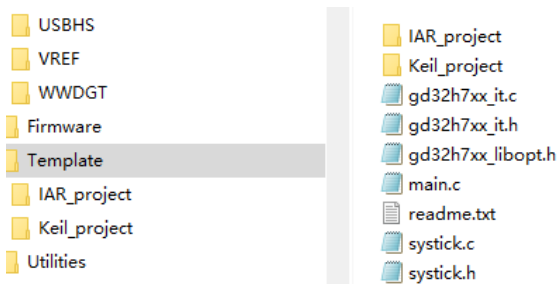 USBHS
VREF
WWDGT
Firmware
Template
IAR_project
Keil_project
Utilities
IAR_project
Keil_project
gd32h7xx_it.c
gd32h7xx_it.h
gd32h7xx_libopt.h
main.c
readme.txt
systick.c
systick.h